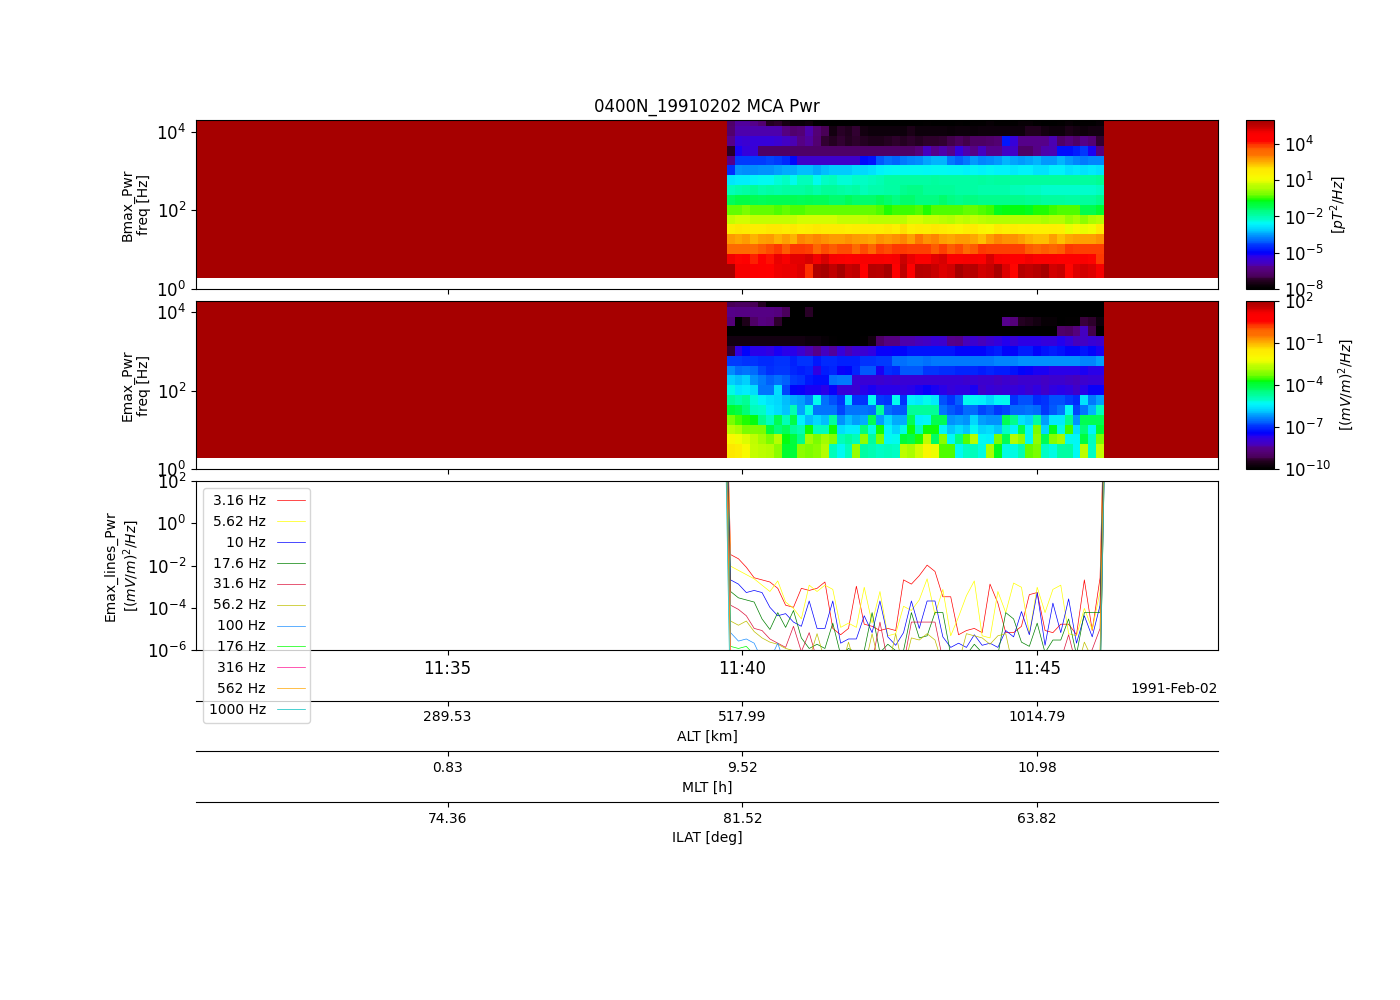 0400N_19910202 MCA Pwr
Bmax_Pwr
freq [Hz]
10^4
10^2
10^0
10^4
10^1
10^-2
10^-5
10^-8
[pT^2/Hz]
Emax_Pwr
freq [Hz]
10^4
10^2
10^0
10^2
10^-1
10^-4
10^-7
10^-10
[(mV/m)^2/Hz]
Emax_lines_Pwr
[(mV/m)^2/Hz]
10^2
10^0
10^-2
10^-4
10^-6
3.16 Hz
5.62 Hz
10 Hz
17.6 Hz
31.6 Hz
56.2 Hz
100 Hz
176 Hz
316 Hz
562 Hz
1000 Hz
11:35 11:40 11:45
1991-Feb-02
289.53 517.99 1014.79
ALT [km]
0.83 9.52 10.98
MLT [h]
74.36 81.52 63.82
ILAT [deg]